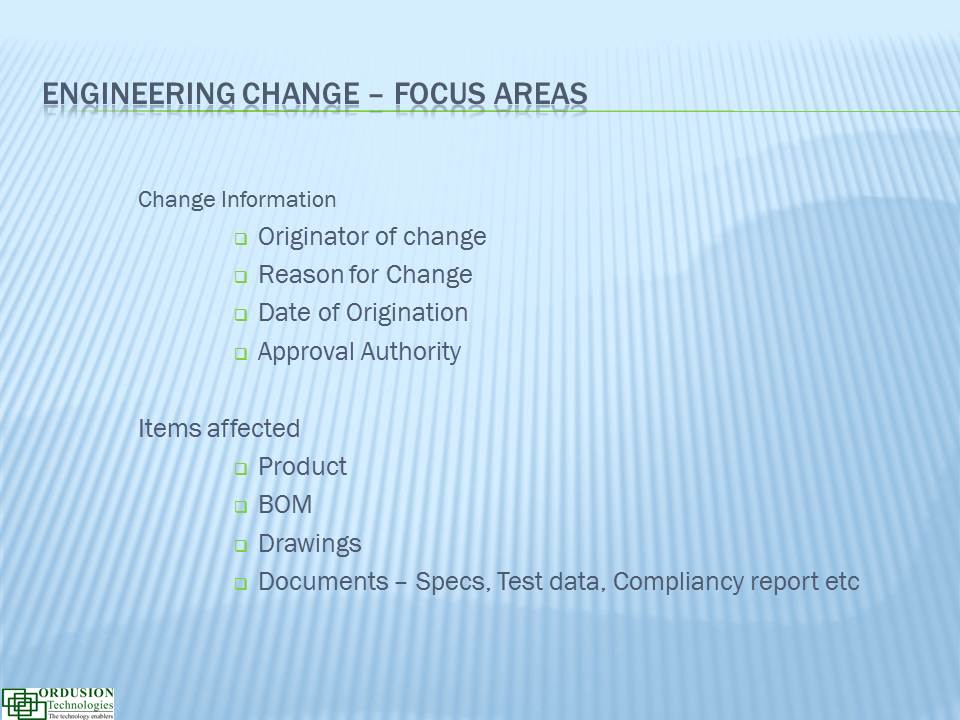 ENGINEERING CHANGE – FOCUS AREAS
Change Information
Originator of change
Reason for Change
Date of Origination
Approval Authority
Items affected
Product
BOM
Drawings
Documents – Specs, Test data, Compliancy report etc
ORDUSION
Technologies
The technology enablers